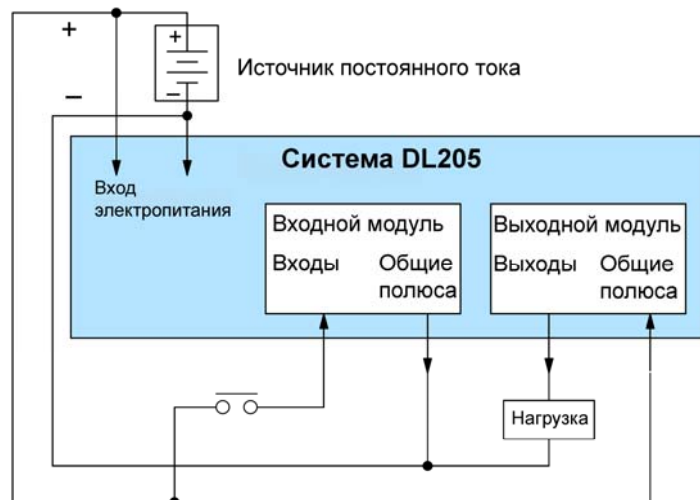 +
+
Источник постоянного тока
–
–
Система DL205
Вход
электропитания
Входной модуль
Входы Общие
полюса
Выходной модуль
Выходы Общие
полюса
Нагрузка